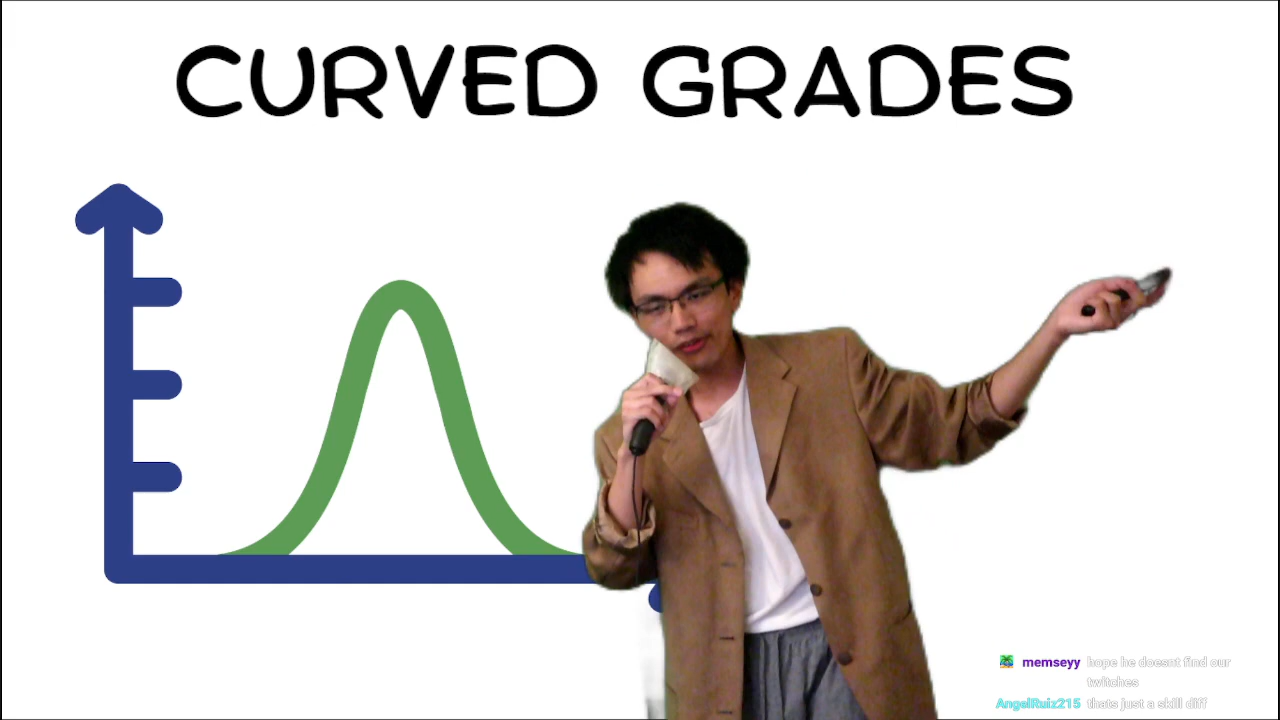 CURVED GRADES
memseyy hope he doesnt find our
twitches
AngelRuiz215 thats just a skill diff